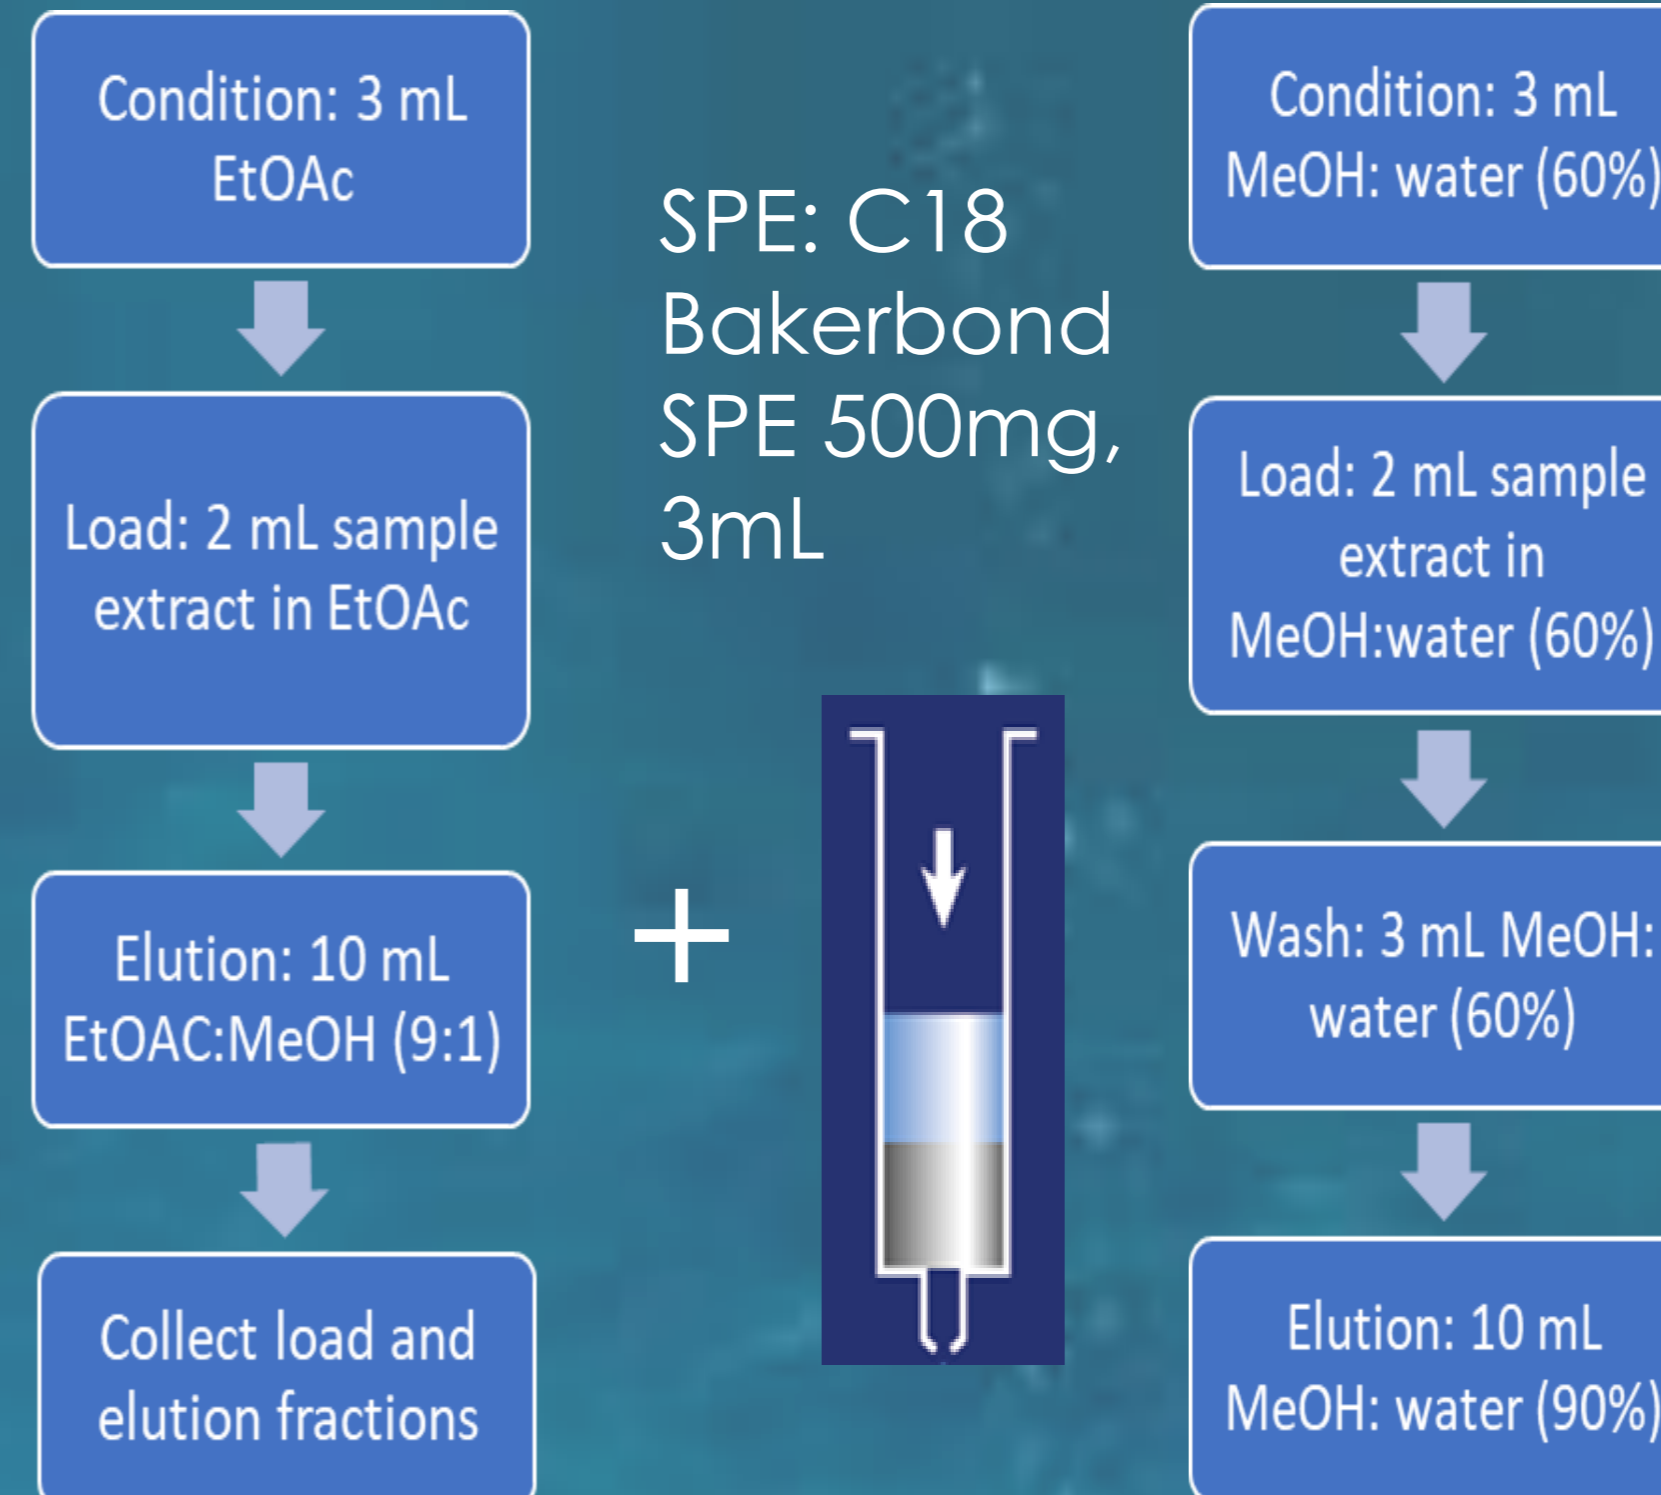 Condition: 3 mL
EtOAc
Load: 2 mL sample
extract in EtOAc
Elution: 10 mL
EtOAC:MeOH (9:1)
Collect load and
elution fractions
SPE: C18
Bakerbond
SPE 500mg,
3mL
+
Condition: 3 mL
MeOH: water (60%)
Load: 2 mL sample
extract in
MeOH:water (60%)
Wash: 3 mL MeOH:
water (60%)
Elution: 10 mL
MeOH: water (90%)